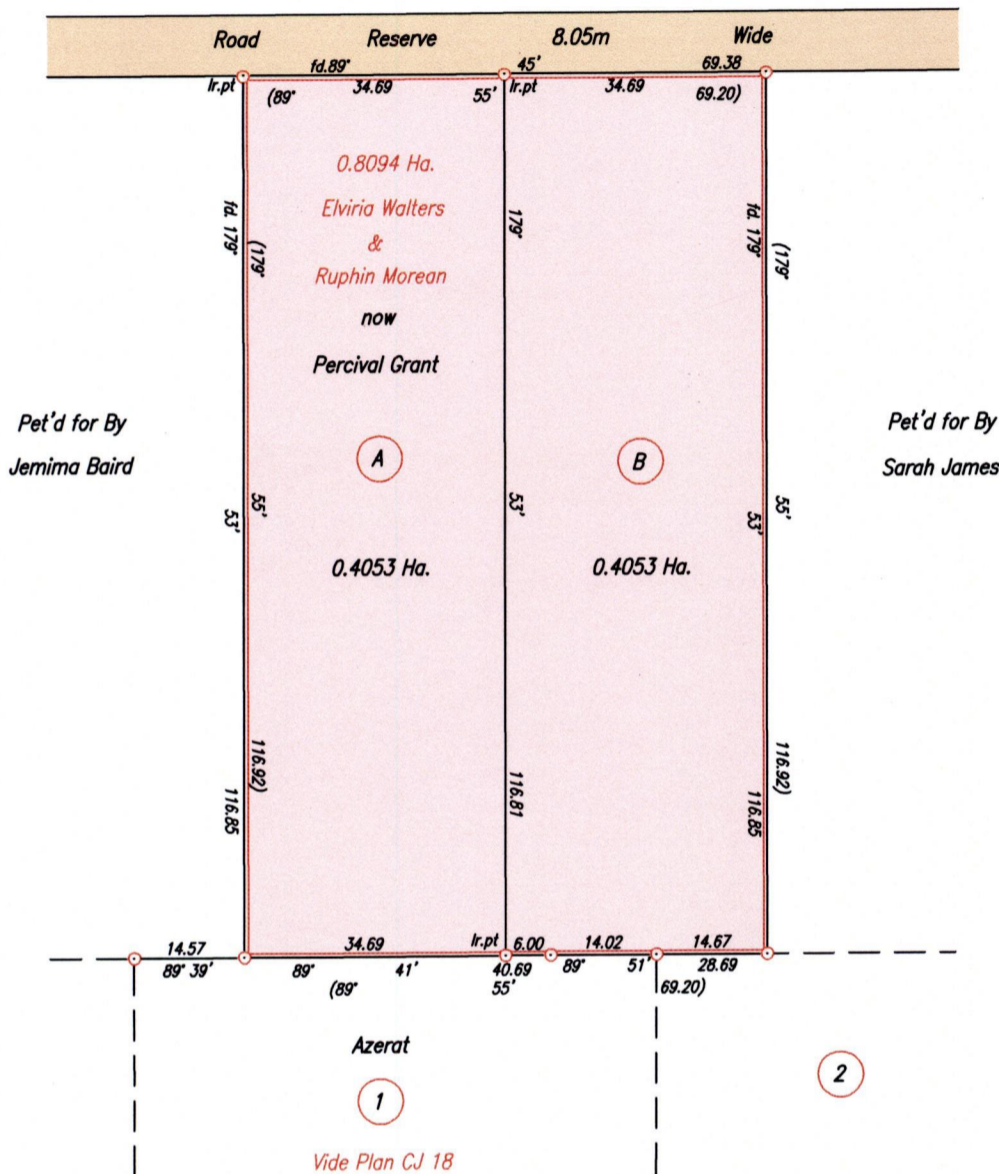 Road Reserve 8.05m Wide
fd.89° 45' 69.38
Ir.pt 34.69 Ir.pt 34.69
(89° 55' 69.20)
0.8094 Ha.
Elviria Walters
&
Ruphin Morean
now
Percival Grant
fd. 179° 53' 116.85
(179° 55' 116.92)
179° 53' 116.81
fd. 179° 53' 116.85
(179° 55' 116.92)
Pet'd for By
Jemima Baird
A
B
Pet'd for By
Sarah James
0.4053 Ha. 0.4053 Ha.
14.57 34.69 Ir.pt 6.00 14.02 14.67
89° 39' 89° 41' 40.69 89° 51' 28.69
(89° 55' 69.20)
Azerat
1
2
Vide Plan CJ 18